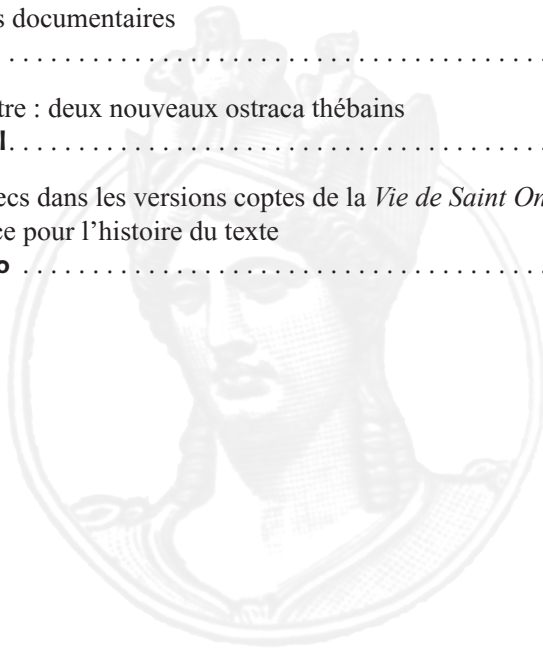 s documentaires
. . . . . . . . . . . . . . . . . . . . . . . . . . . . . . . . . . . . . . . .
tre : deux nouveaux ostraca thébains
l. . . . . . . . . . . . . . . . . . . . . . . . . . . . . . . . . . . . . . . .
ecs dans les versions coptes de la Vie de Saint On
ce pour l’histoire du texte
o . . . . . . . . . . . . . . . . . . . . . . . . . . . . . . . . . . . . . . .